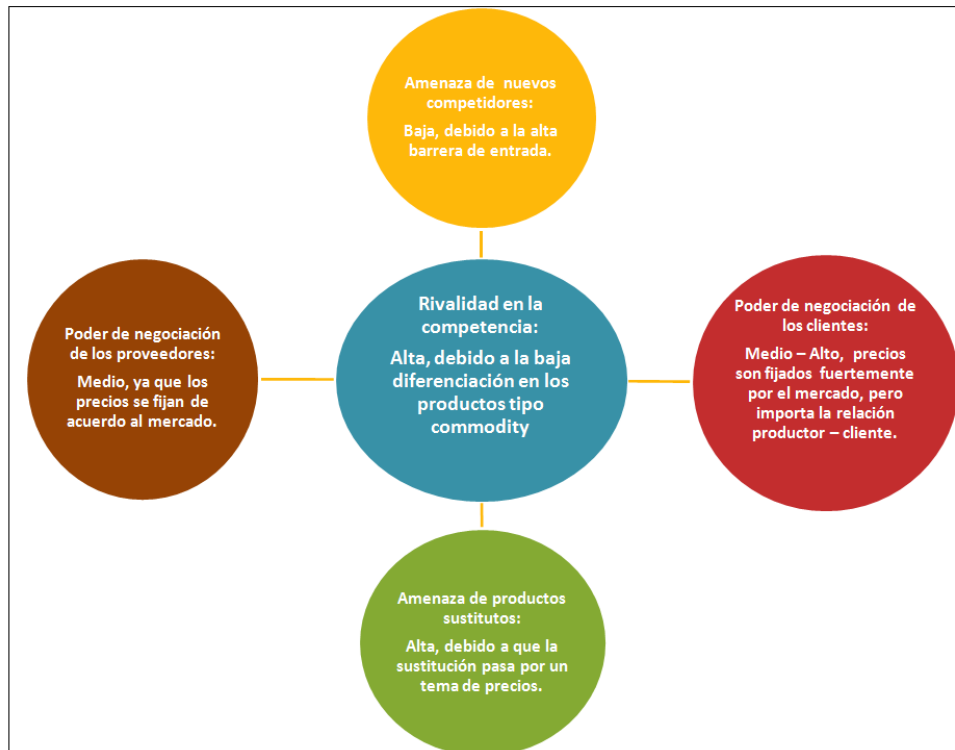 Amenaza de nuevos
competidores:
Baja, debido a la alta
barrera de entrada.
Poder de negociación
de los proveedores:
Medio, ya que los
precios se fijan de
acuerdo al mercado.
Rivalidad en la
competencia:
Alta, debido a la baja
diferenciación en los
productos tipo
commodity
Poder de negociación de
los clientes:
Medio – Alto, precios
son fijados fuertemente
por el mercado, pero
importa la relación
productor – cliente.
Amenaza de productos
sustitutos:
Alta, debido a que la
sustitución pasa por un
tema de precios.